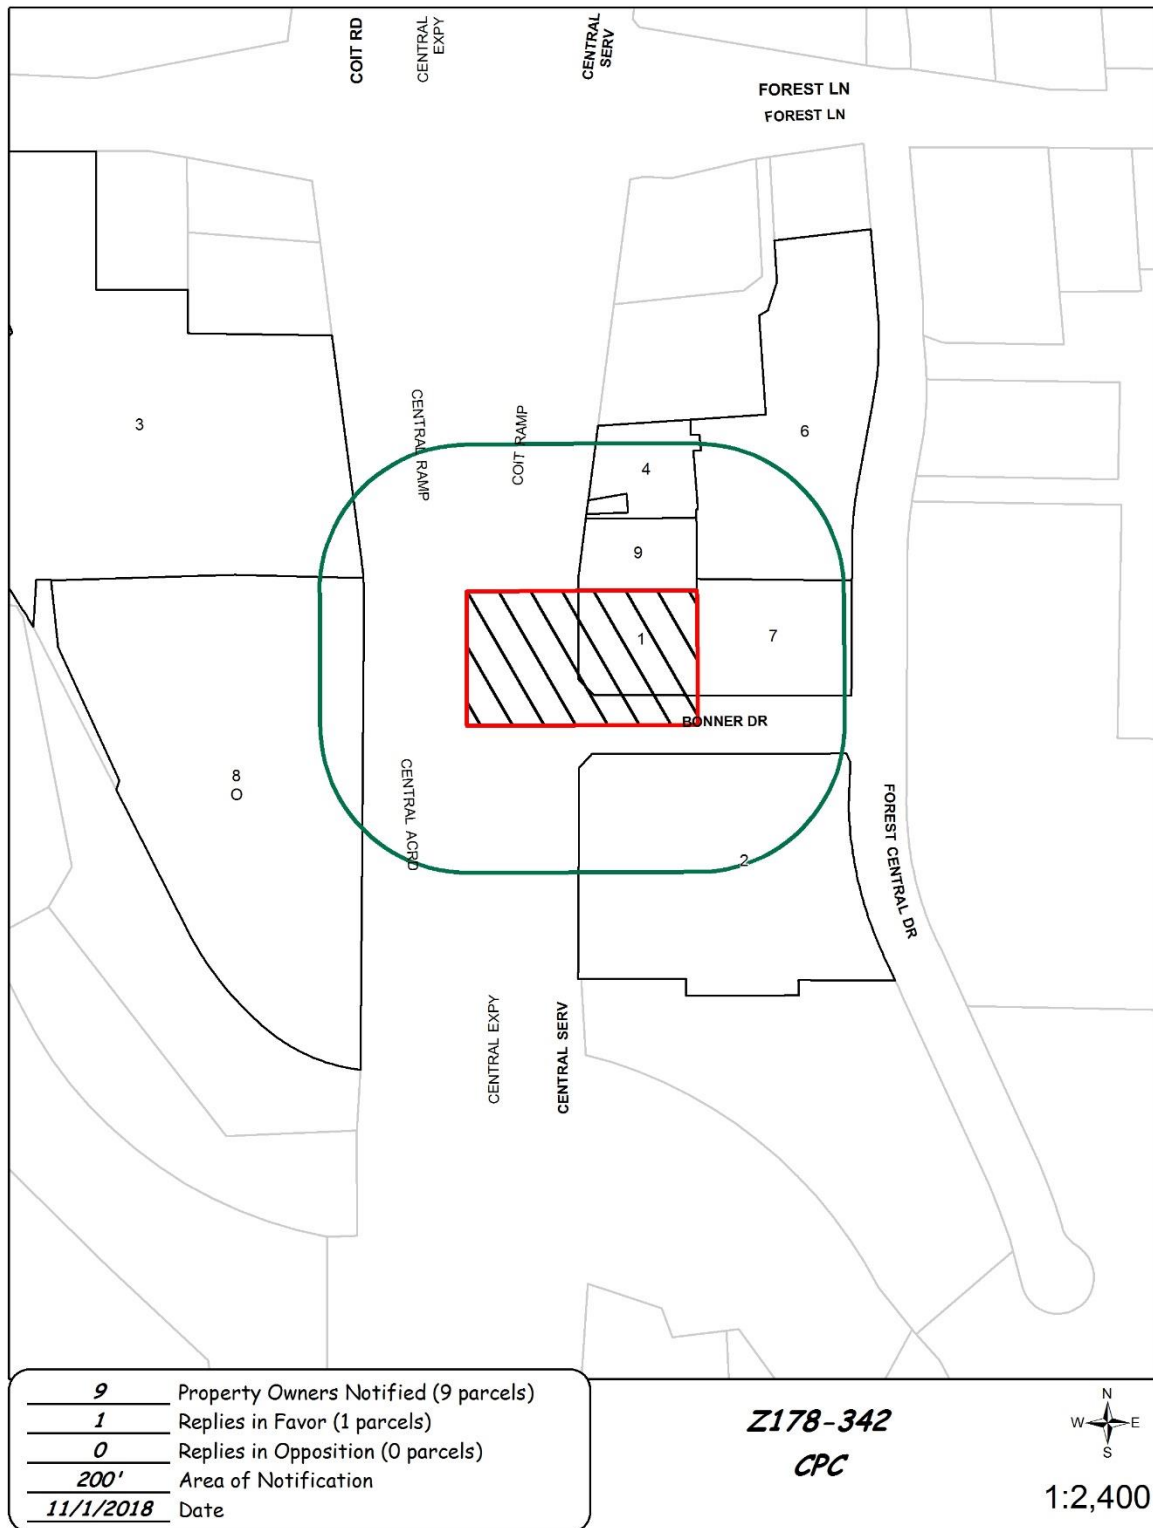 COIT RD
CENTRAL
EXPY
CENTRAL
SERV
FOREST LN
FOREST LN
3
CENTRAL RAMP
COIT RAMP
6
4
9
1
7
BONNER DR
8
O
CENTRAL ACRD
2
FOREST CENTRAL DR
CENTRAL EXPY
CENTRAL SERV
9 Property Owners Notified (9 parcels)
1 Replies in Favor (1 parcels)
0 Replies in Opposition (0 parcels)
200' Area of Notification
11/1/2018 Date
Z178-342
CPC
N
W E
S
1:2,400